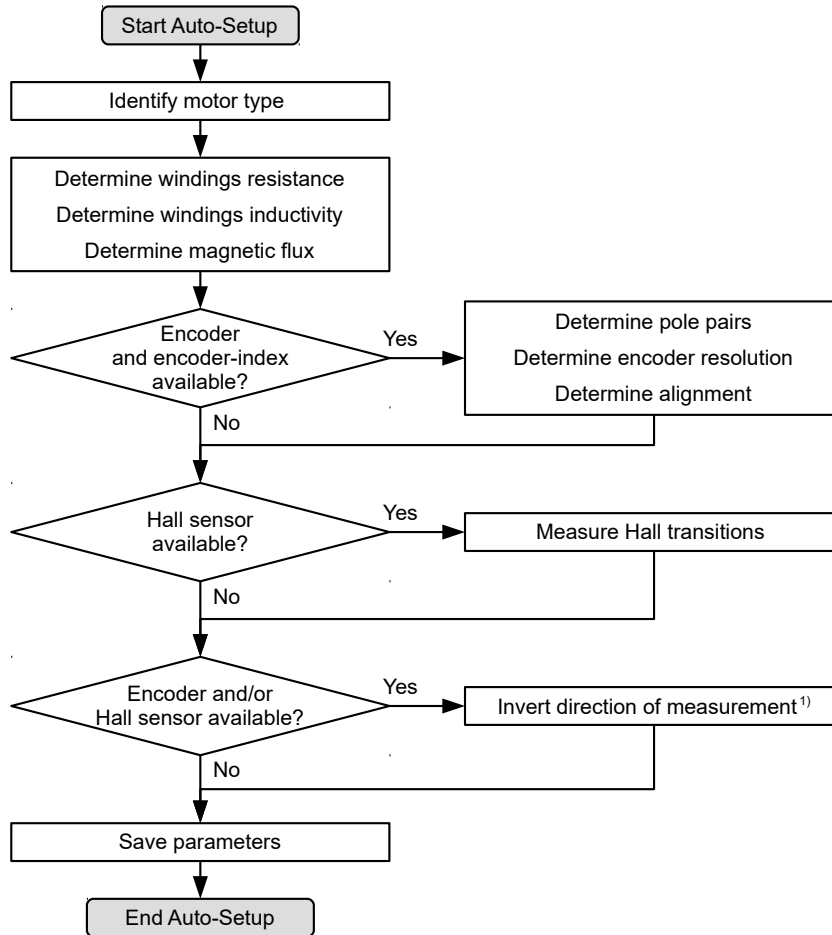 Start Auto-Setup
Identify motor type
Determine windings resistance
Determine windings inductivity
Determine magnetic flux
Encoder
and encoder-index
available?
Yes
Determine pole pairs
Determine encoder resolution
Determine alignment
No
Hall sensor
available?
Yes
Measure Hall transitions
No
Encoder and/or
Hall sensor available?
Yes
Invert direction of measurement 1)
No
Save parameters
End Auto-Setup